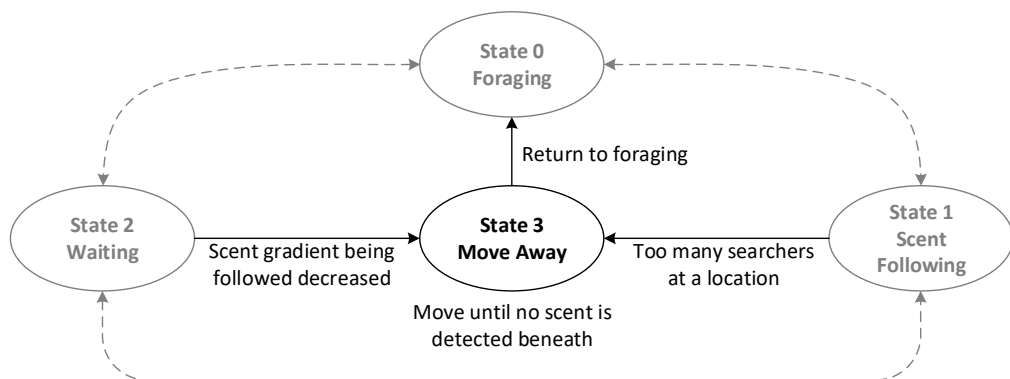 State 0
Foraging
Return to foraging
State 2
Waiting
Scent gradient being
followed decreased
State 3
Move Away
Move until no scent is
detected beneath
Too many searchers
at a location
State 1
Scent
Following